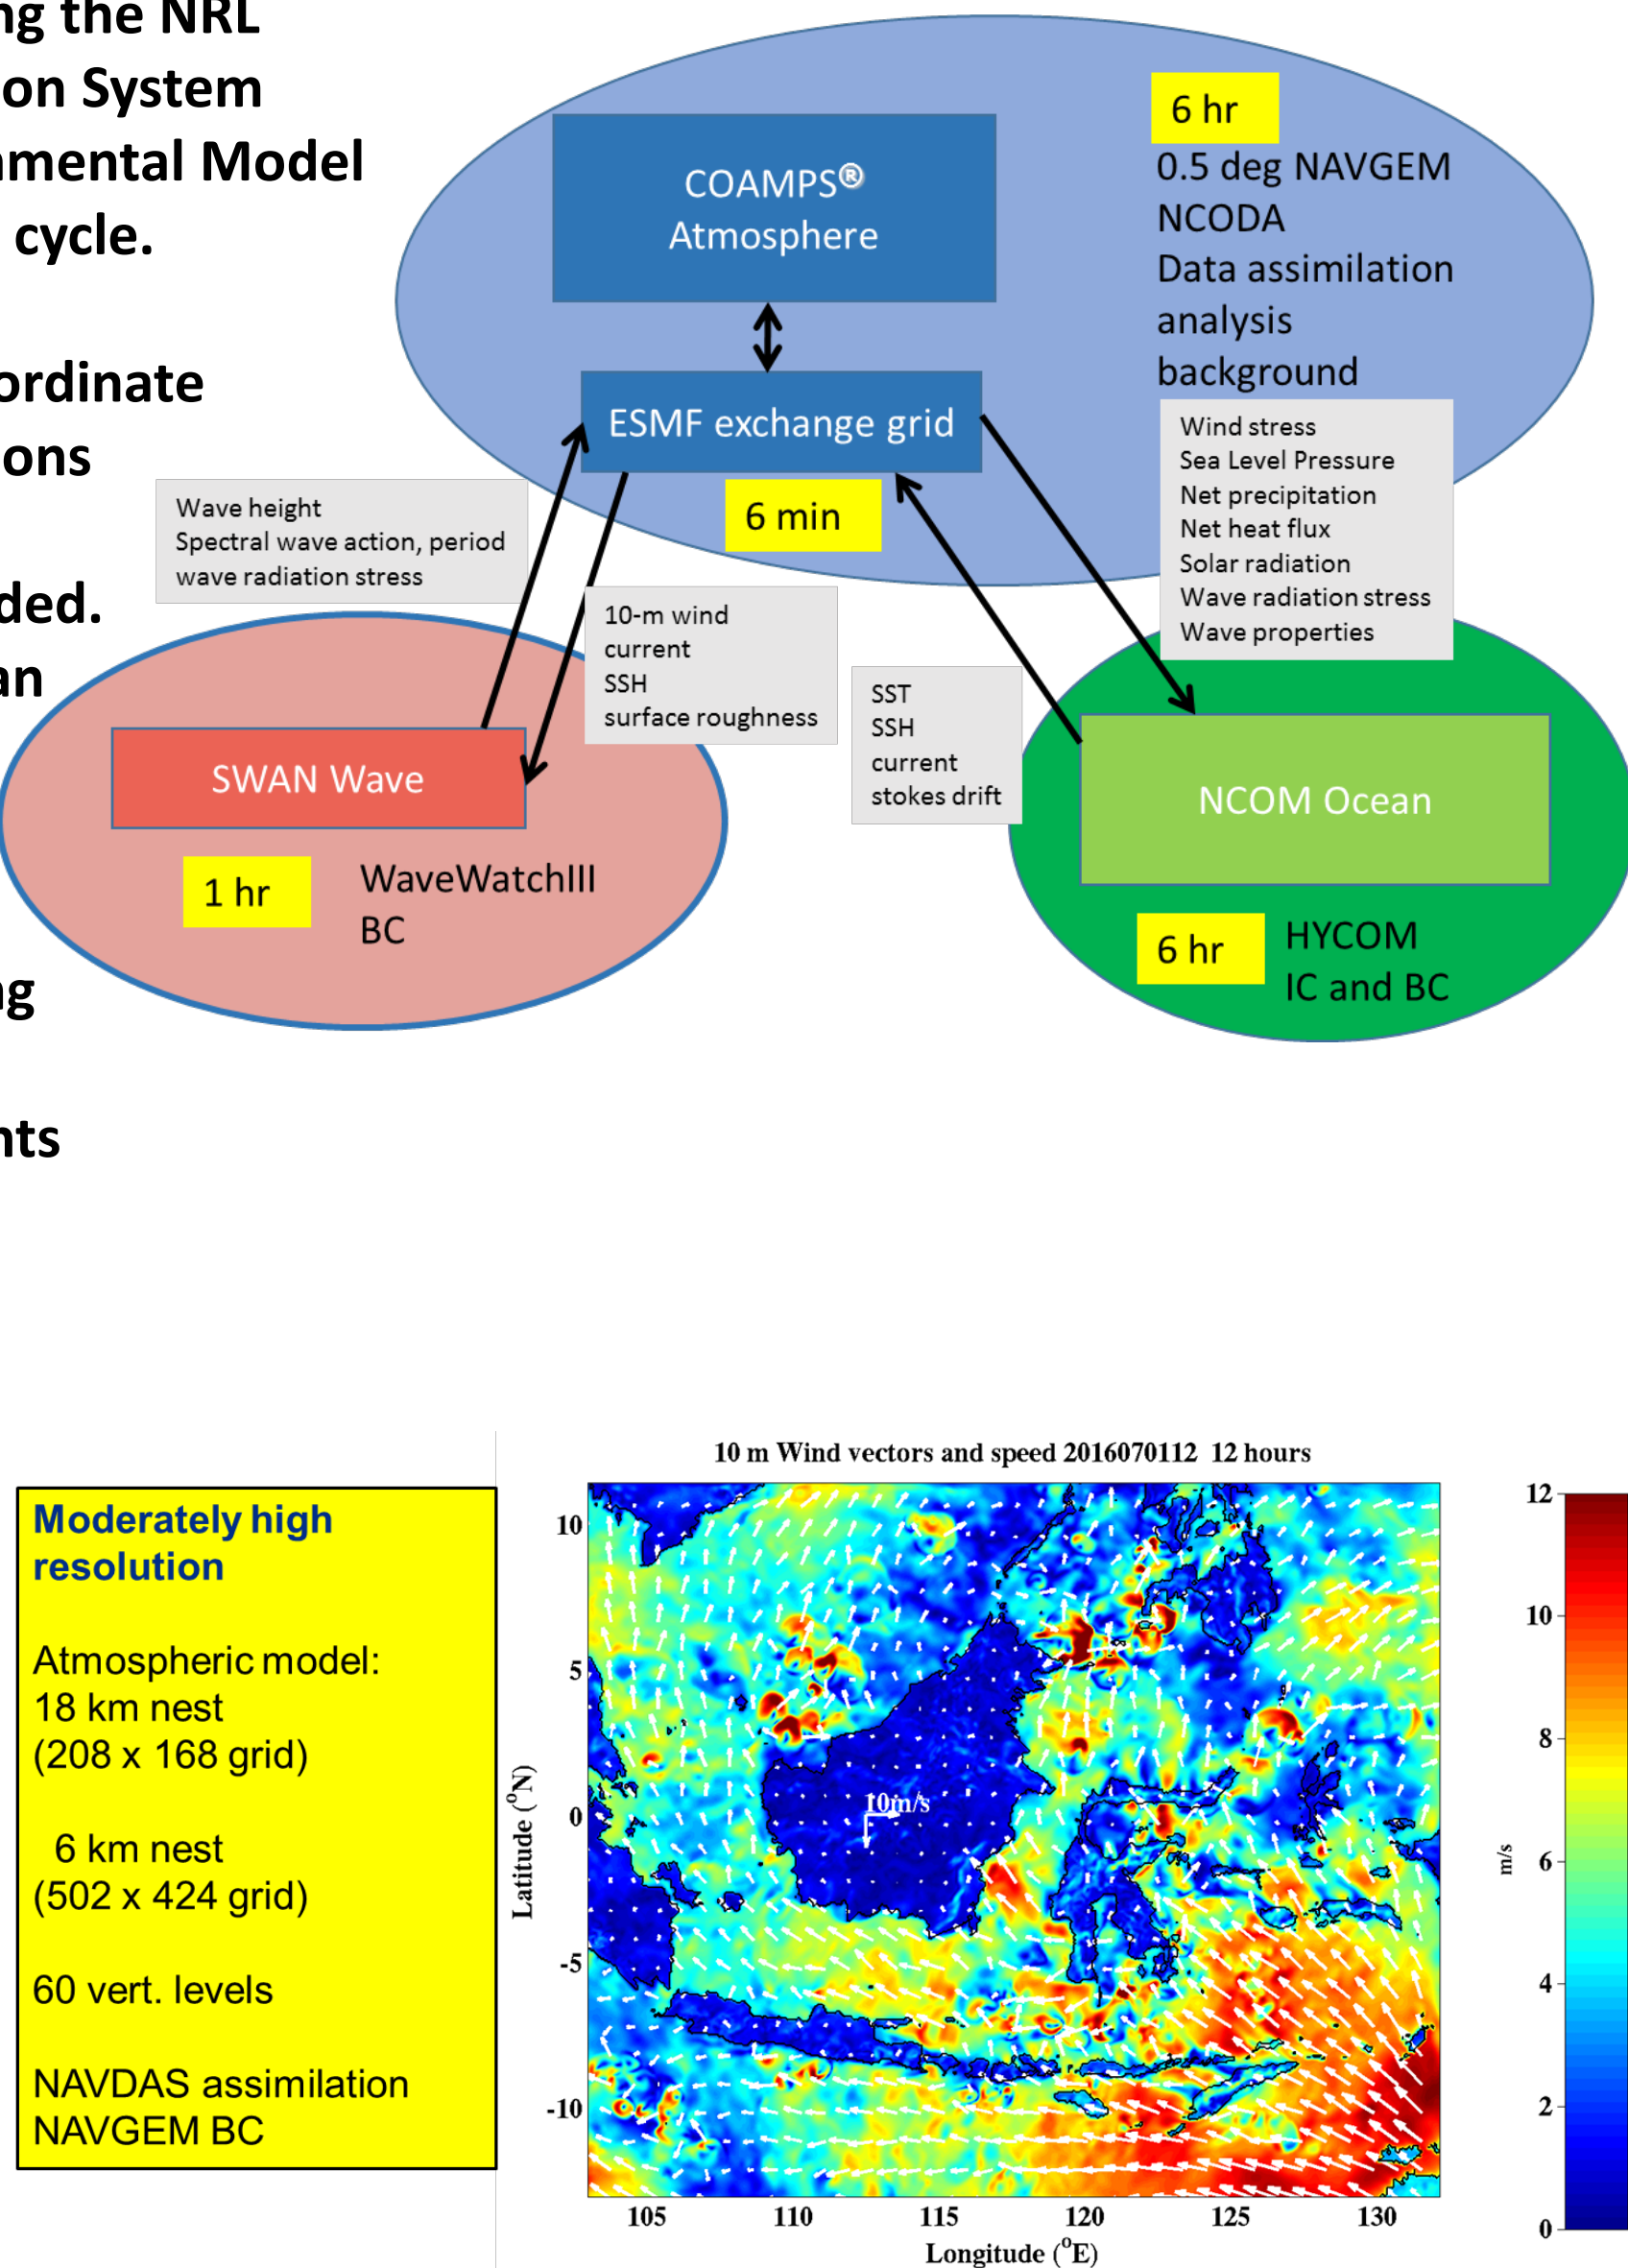 ng the NRL
on System
nmental Model
cycle.
ordinate
ons
ded.
an
ng
nts
COAMPS®
Atmosphere
6 hr
0.5 deg NAVGEM
NCODA
Data assimilation
analysis
background
ESMF exchange grid
6 min
Wind stress
Sea Level Pressure
Net precipitation
Net heat flux
Solar radiation
Wave radiation stress
Wave properties
Wave height
Spectral wave action, period
wave radiation stress
10-m wind
current
SSH
surface roughness
SST
SSH
current
stokes drift
SWAN Wave
1 hr
WaveWatchIII
BC
NCOM Ocean
6 hr
HYCOM
IC and BC
Moderately high
resolution
Atmospheric model:
18 km nest
(208 x 168 grid)
6 km nest
(502 x 424 grid)
60 vert. levels
NAVDAS assimilation
NAVGEM BC
10 m Wind vectors and speed 2016070112 12 hours
10
5
0
-5
-10
Latitude (°N)
10m/s
105
110
115
120
125
130
Longitude (°E)
12
10
8
6
4
2
0
m/s